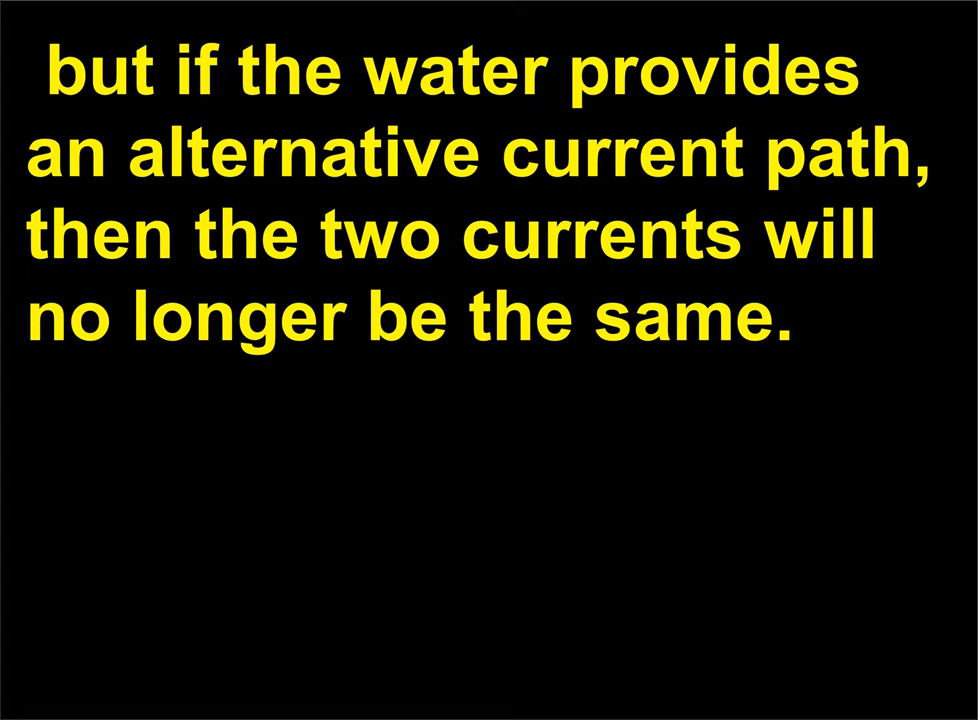 but if the water provides
an alternative current path,
then the two currents will
no longer be the same.